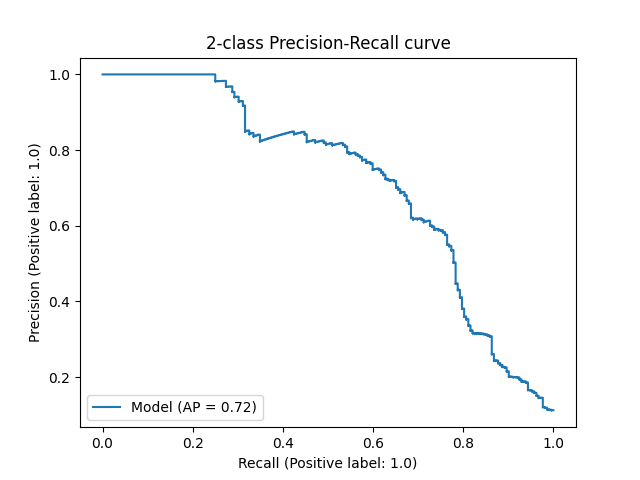 2-class Precision-Recall curve
1.0
0.8
0.6
0.4
0.2
Precision (Positive label: 1.0)
Model (AP = 0.72)
0.0 0.2 0.4 0.6 0.8 1.0
Recall (Positive label: 1.0)